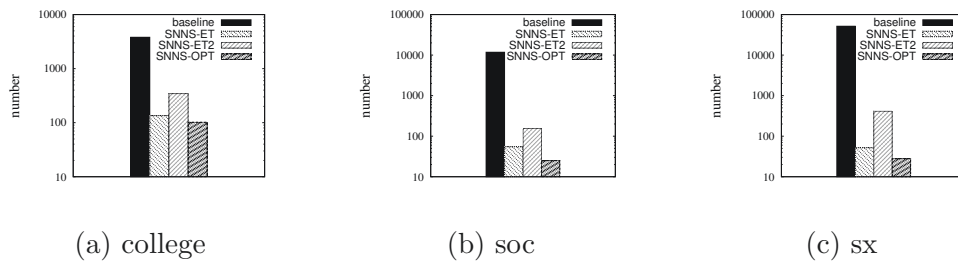 10000
1000
100
10
number
baseline
SNNS-ET
SNNS-ET2
SNNS-OPT
(a) college
100000
10000
1000
100
10
number
baseline
SNNS-ET
SNNS-ET2
SNNS-OPT
(b) soc
100000
10000
1000
100
10
number
baseline
SNNS-ET
SNNS-ET2
SNNS-OPT
(c) sx